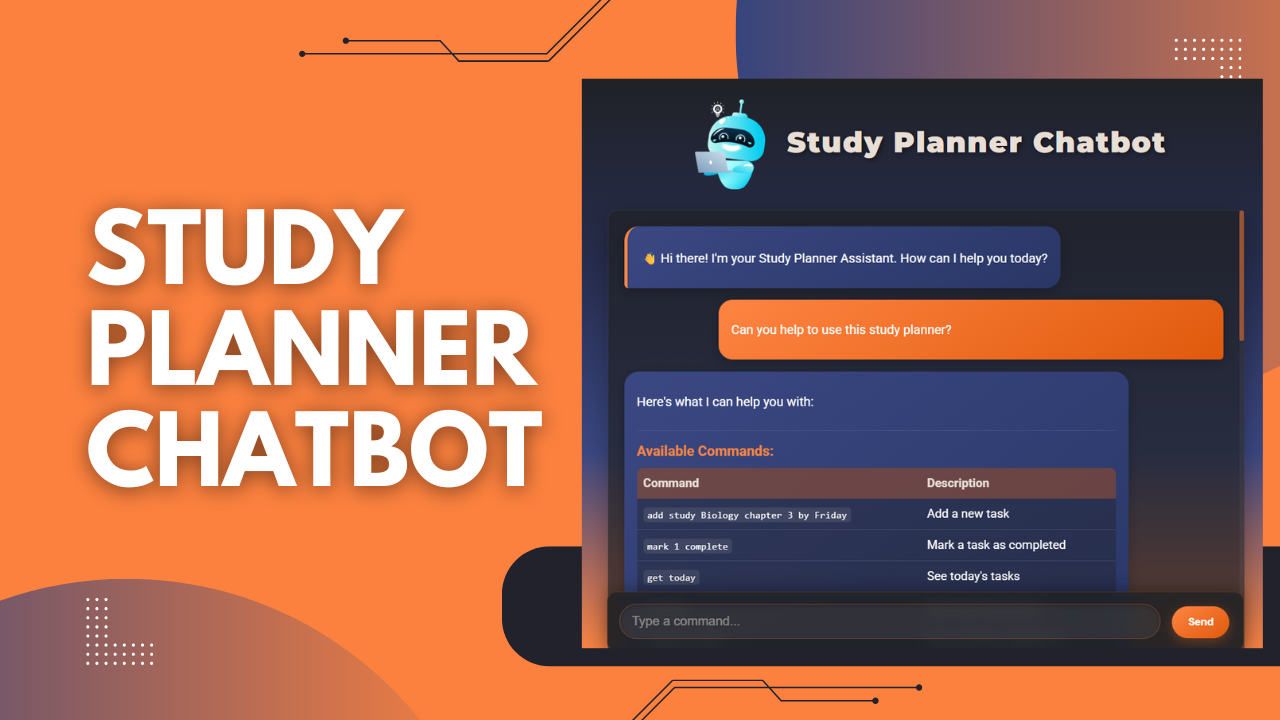 STUDY
PLANNER
CHATBOT
Study Planner Chatbot
👋 Hi there! I'm your Study Planner Assistant. How can I help you today?
Can you help to use this study planner?
Here's what I can help you with:
Available Commands:
Command Description
add study Biology chapter 3 by Friday Add a new task
mark 1 complete Mark a task as completed
get today See today's tasks
Type a command...
Send